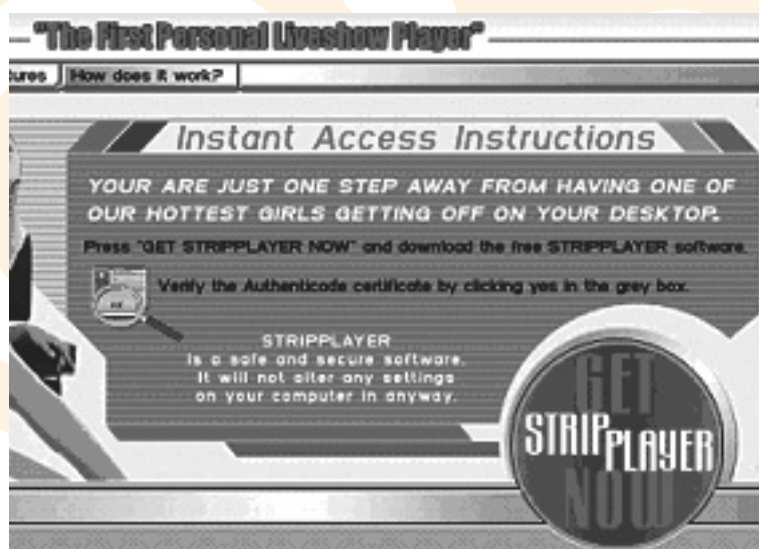 "The First Personal Liveshow Player"
tures How does it work?
Instant Access Instructions
YOUR ARE JUST ONE STEP AWAY FROM HAVING ONE OF
OUR HOTTEST GIRLS GETTING OFF ON YOUR DESKTOP.
Press "GET STRIPPLAYER NOW" and download the free STRIPPLAYER software.
Verify the Authenticode certificate by clicking yes in the grey box.
STRIPPLAYER
Is a safe and secure software.
It will not alter any settings
on your computer in anyway.
GET
STRIPPLAYER
NOW